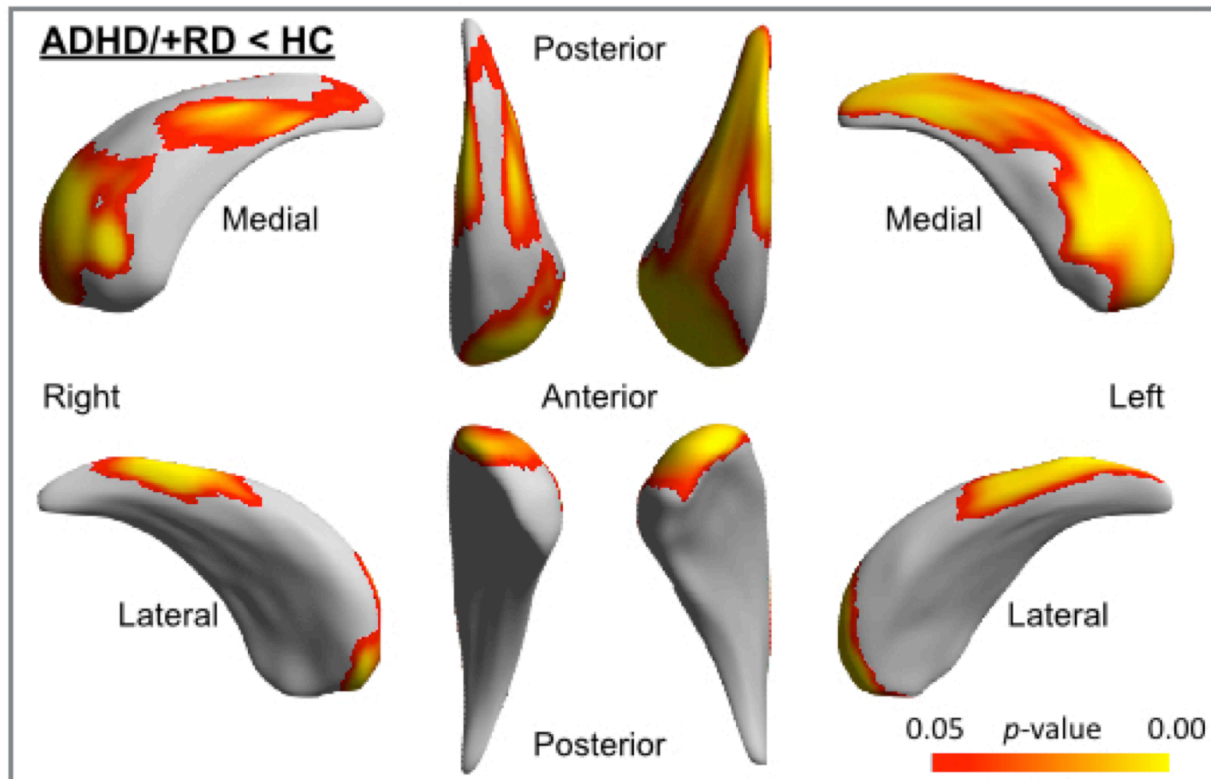 ADHD/+RD < HC
Posterior
Medial
Medial
Right
Anterior
Left
Lateral
Lateral
Posterior
0.05 p-value 0.00